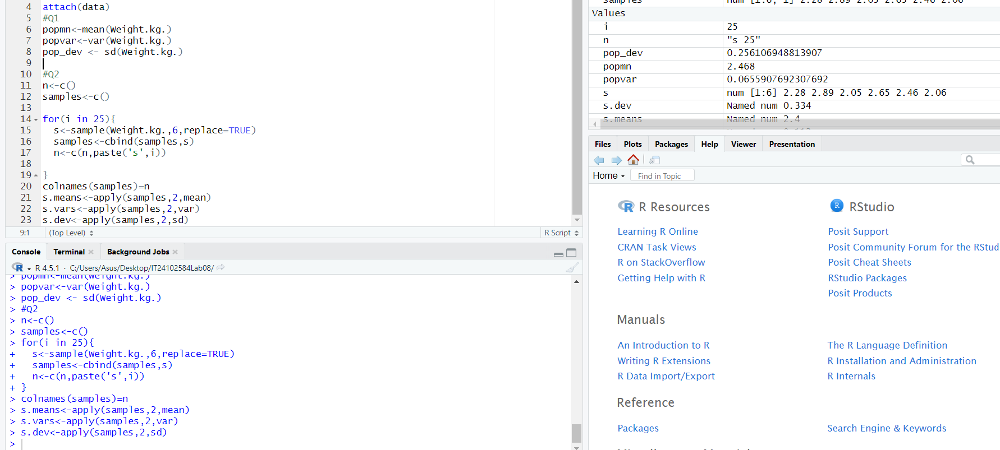 4 attach(data)
5 #Q1
6 popmn<-mean(Weight.kg.)
7 popvar<-var(Weight.kg.)
8 pop_dev <- sd(Weight.kg.)
9
10 #Q2
11 n<-c()
12 samples<-c()
13
14 for(i in 25){
15 s<-sample(Weight.kg.,6,replace=TRUE)
16 samples<-cbind(samples,s)
17 n<-c(n,paste('s',i))
18
19 }
20 colnames(samples)=n
21 s.means<-apply(samples,2,mean)
22 s.vars<-apply(samples,2,var)
23 s.dev<-apply(samples,2,sd)
9:1 (Top Level) R Script
Console Terminal Background Jobs
R R 4.5.1 · C:/Users/Asus/Desktop/IT24102584Lab08/
> popmn<-mean(Weight.kg.)
> popvar<-var(Weight.kg.)
> pop_dev <- sd(Weight.kg.)
> #Q2
> n<-c()
> samples<-c()
> for(i in 25){
+ s<-sample(Weight.kg.,6,replace=TRUE)
+ samples<-cbind(samples,s)
+ n<-c(n,paste('s',i))
+ }
> colnames(samples)=n
> s.means<-apply(samples,2,mean)
> s.vars<-apply(samples,2,var)
> s.dev<-apply(samples,2,sd)
>
samples num [1:6, 1] 2.28 2.89 2.05 2.65 2.46 2.06
Values
i 25
n "s 25"
pop_dev 0.256106948813907
popmn 2.468
popvar 0.0655907692307692
s num [1:6] 2.28 2.89 2.05 2.65 2.46 2.06
s.dev Named num 0.334
s.means Named num 2.4
Files Plots Packages Help Viewer Presentation
Home Find in Topic
R R Resources
Learning R Online
CRAN Task Views
R on StackOverflow
Getting Help with R
R RStudio
Posit Support
Posit Community Forum for the RStud
Posit Cheat Sheets
RStudio Packages
Posit Products
Manuals
An Introduction to R
Writing R Extensions
R Data Import/Export
The R Language Definition
R Installation and Administration
R Internals
Reference
Packages
Search Engine & Keywords